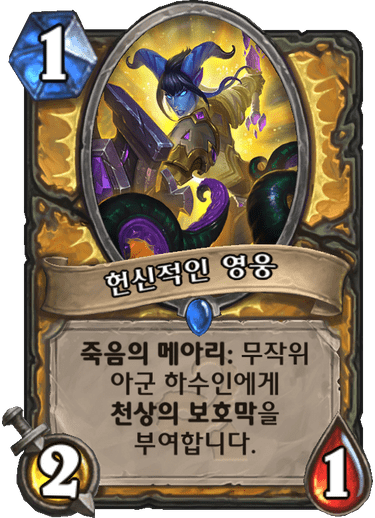 1
헌신적인 영웅
죽음의 메아리: 무작위
아군 하수인에게
천상의 보호막을
부여합니다.
2
1